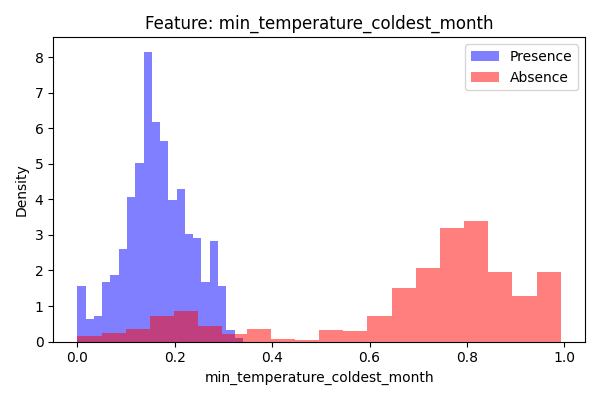 Feature: min_temperature_coldest_month
Presence
Absence
Density
8
7
6
5
4
3
2
1
0
0.0 0.2 0.4 0.6 0.8 1.0
min_temperature_coldest_month